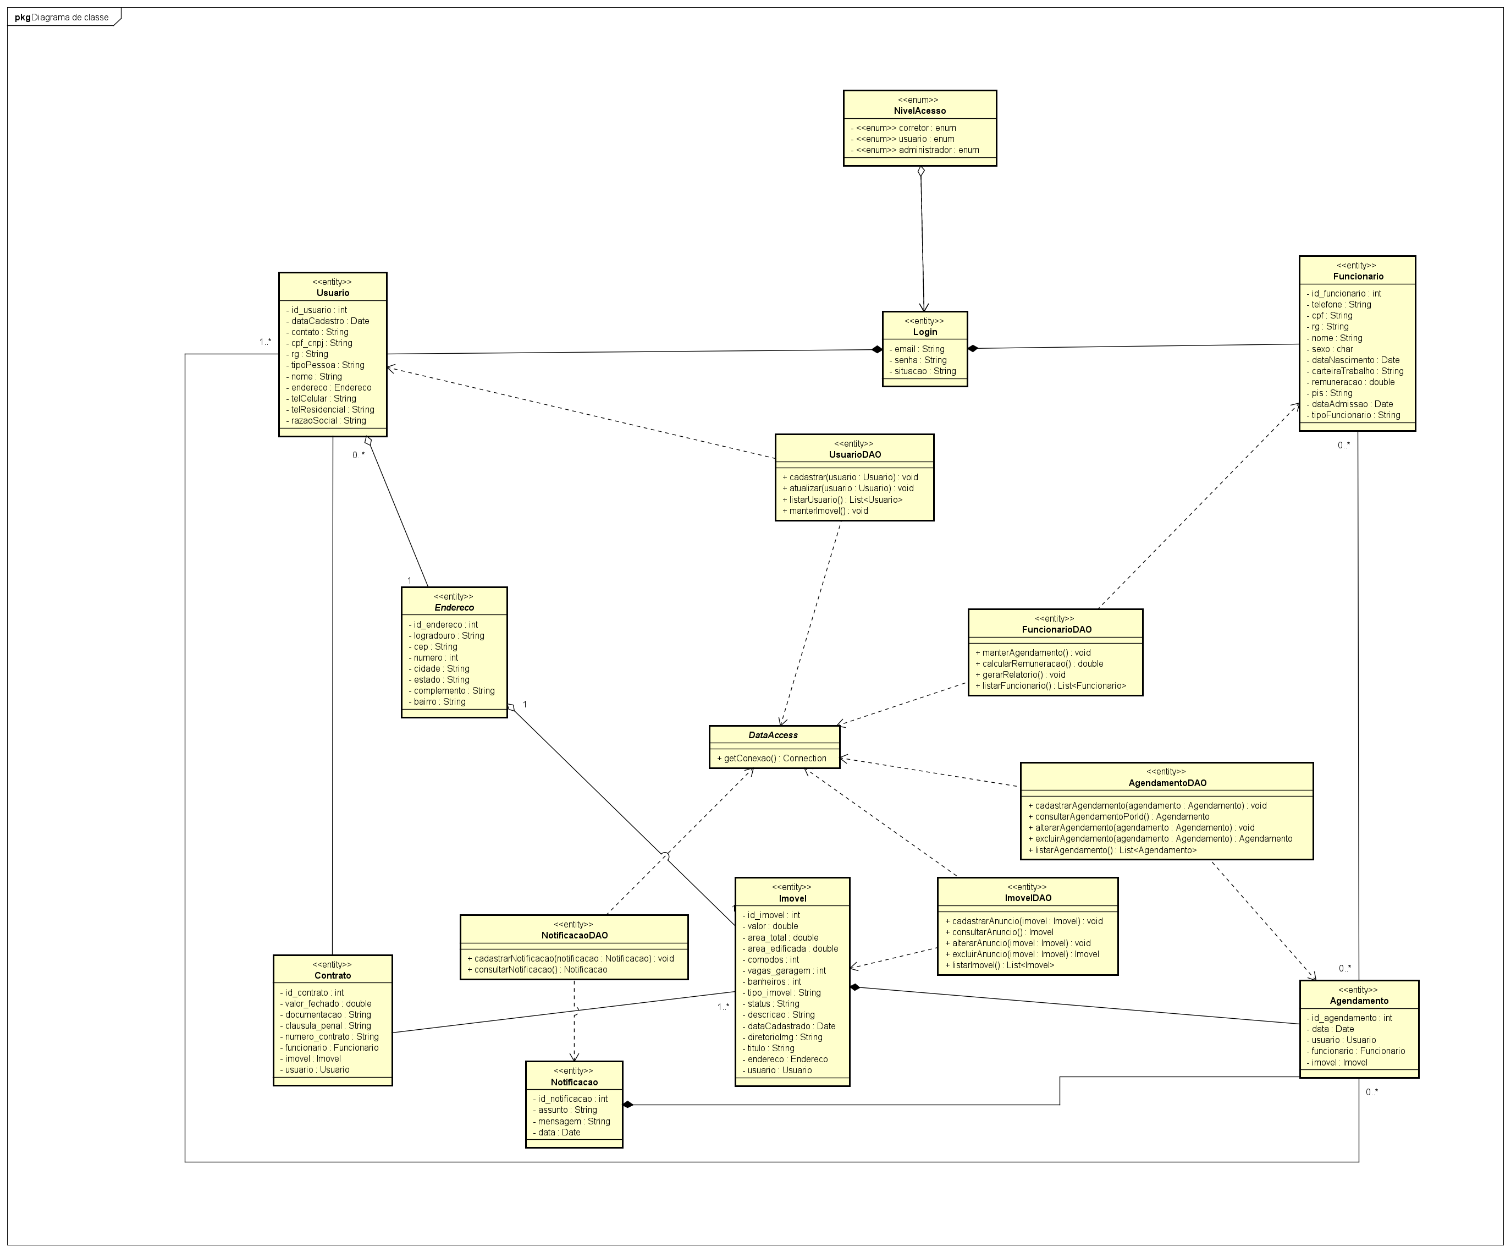 pkg Diagrama de classe
<<enum>>
NivelAcesso
- <<enum>> corretor : enum
- <<enum>> usuario : enum
- <<enum>> administrador : enum
<<entity>>
Usuario
- id_usuario : int
- dataCadastro : Date
- contato : String
- cpf_cnpj : String
- rg : String
- tipoPessoa : String
- nome : String
- endereco : Endereco
- telCelular : String
- telResidencial : String
- razaoSocial : String
1..*
0..*
<<entity>>
Login
- email : String
- senha : String
- situacao : String
<<entity>>
Funcionario
- id_funcionario : int
- telefone : String
- cpf : String
- rg : String
- nome : String
- sexo : char
- dataNascimento : Date
- carteiraTrabalho : String
- remuneracao : double
- pis : String
- dataAdmissao : Date
- tipoFuncionario : String
0..*
<<entity>>
UsuarioDAO
+ cadastrar(usuario : Usuario) : void
+ atualizar(usuario : Usuario) : void
+ listarUsuario() : List<Usuario>
+ manterImovel() : void
1
<<entity>>
Endereco
- id_endereco : int
- logradouro : String
- cep : String
- numero : int
- cidade : String
- estado : String
- complemento : String
- bairro : String
1
<<entity>>
FuncionarioDAO
+ manterAgendamento() : void
+ calcularRemuneracao() : double
+ gerarRelatorio() : void
+ listarFuncionario() : List<Funcionario>
DataAccess
+ getConexao() : Connection
<<entity>>
AgendamentoDAO
+ cadastrarAgendamento(agendamento : Agendamento) : void
+ consultarAgendamentoPorId() : Agendamento
+ alterarAgendamento(agendamento : Agendamento) : void
+ excluirAgendamento(agendamento : Agendamento) : Agendamento
+ listarAgendamento() : List<Agendamento>
<<entity>>
Imovel
- id_imovel : int
- valor : double
- area_total : double
- area_edificada : double
- comodos : int
- vagas_garagem : int
- banheiros : int
- tipo_imovel : String
- status : String
- descricao : String
- dataCadastrado : Date
- diretorioImg : String
- titulo : String
- endereco : Endereco
- usuario : Usuario
1..*
<<entity>>
ImovelDAO
+ cadastrarAnuncio(imovel : Imovel) : void
+ consultarAnuncio() : Imovel
+ alterarAnuncio(imovel : Imovel) : void
+ excluirAnuncio(imovel : Imovel) : Imovel
+ listarImovel() : List<Imovel>
<<entity>>
NotificacaoDAO
+ cadastrarNotificacao(notificacao : Notificacao) : void
+ consultarNotificacao() : Notificacao
<<entity>>
Contrato
- id_contrato : int
- valor_fechado : double
- documentacao : String
- clausula_penal : String
- numero_contrato : String
- funcionario : Funcionario
- imovel : Imovel
- usuario : Usuario
0..*
<<entity>>
Agendamento
- id_agendamento : int
- data : Date
- usuario : Usuario
- funcionario : Funcionario
- imovel : Imovel
0..*
<<entity>>
Notificacao
- id_notificacao : int
- assunto : String
- mensagem : String
- data : Date